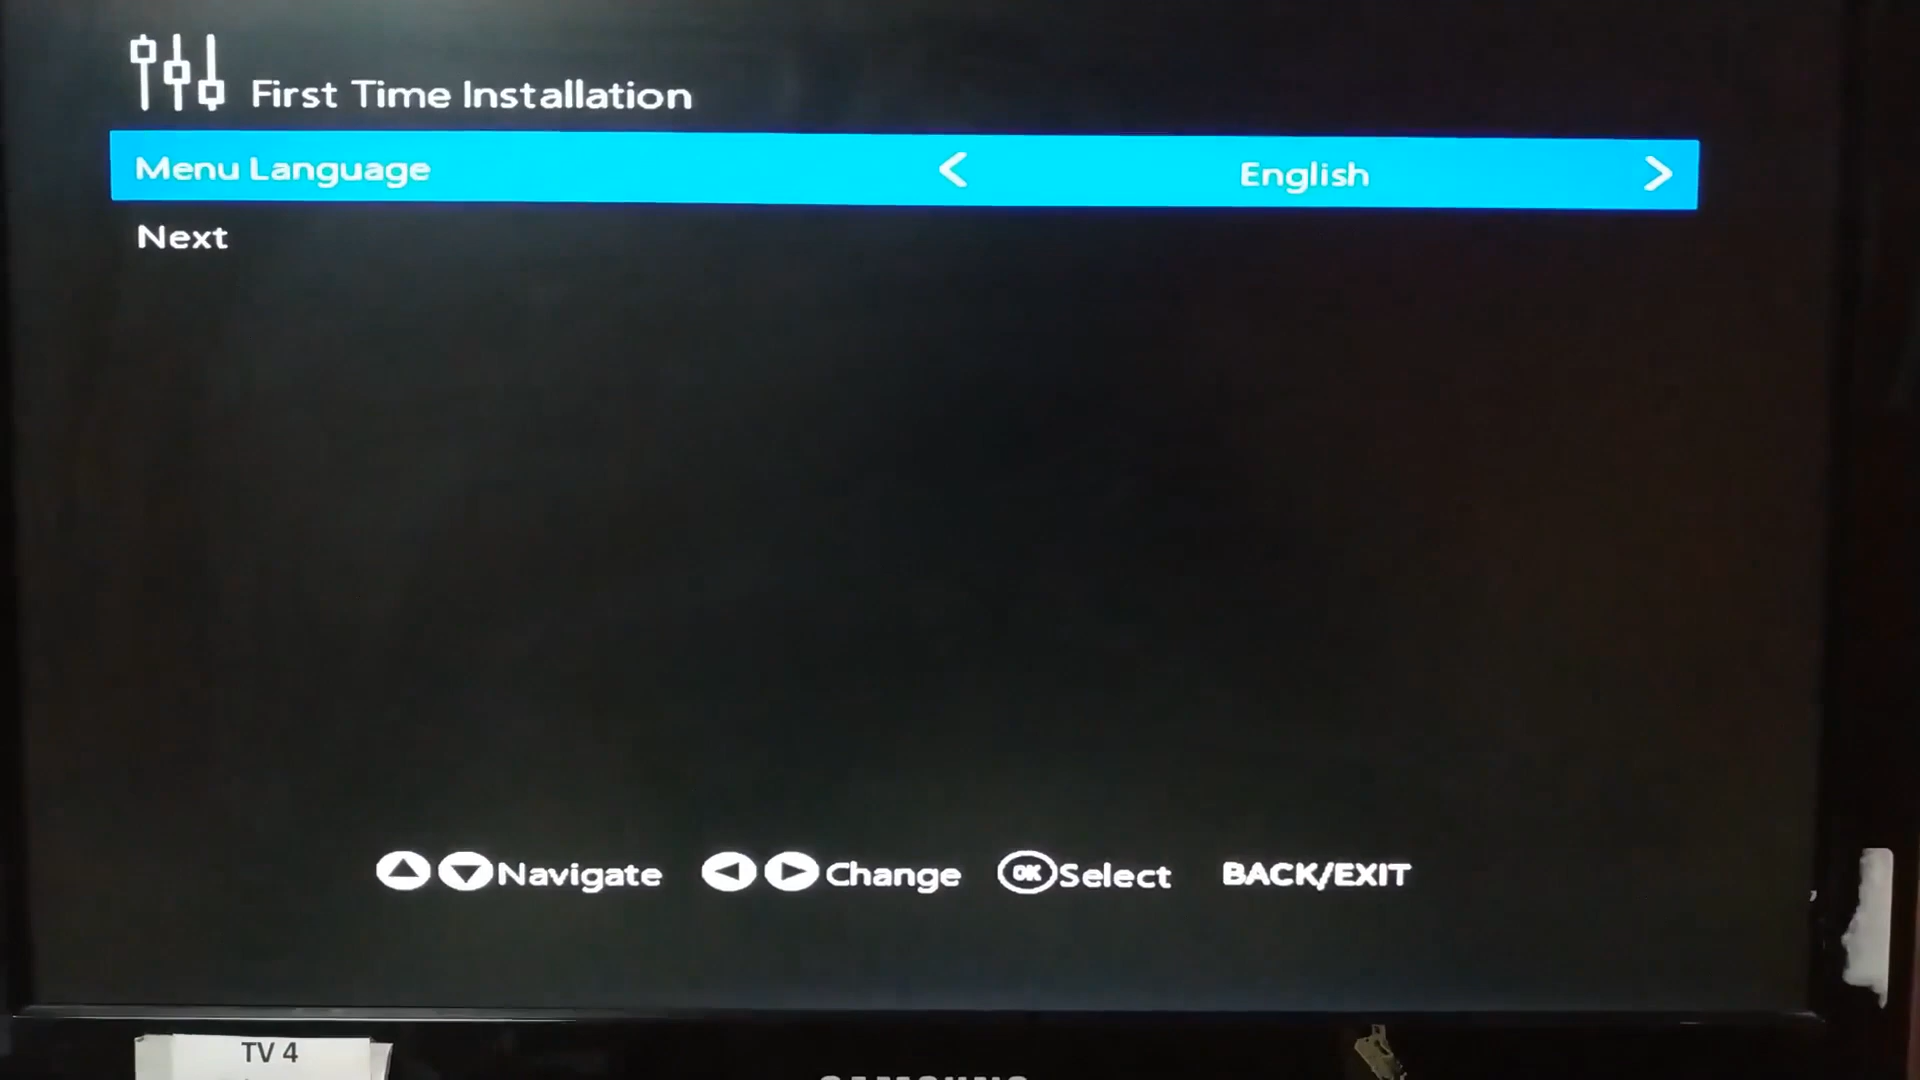 First Time Installation
Menu Language < English >
Next
Navigate Change OK Select BACK/EXIT
TV 4